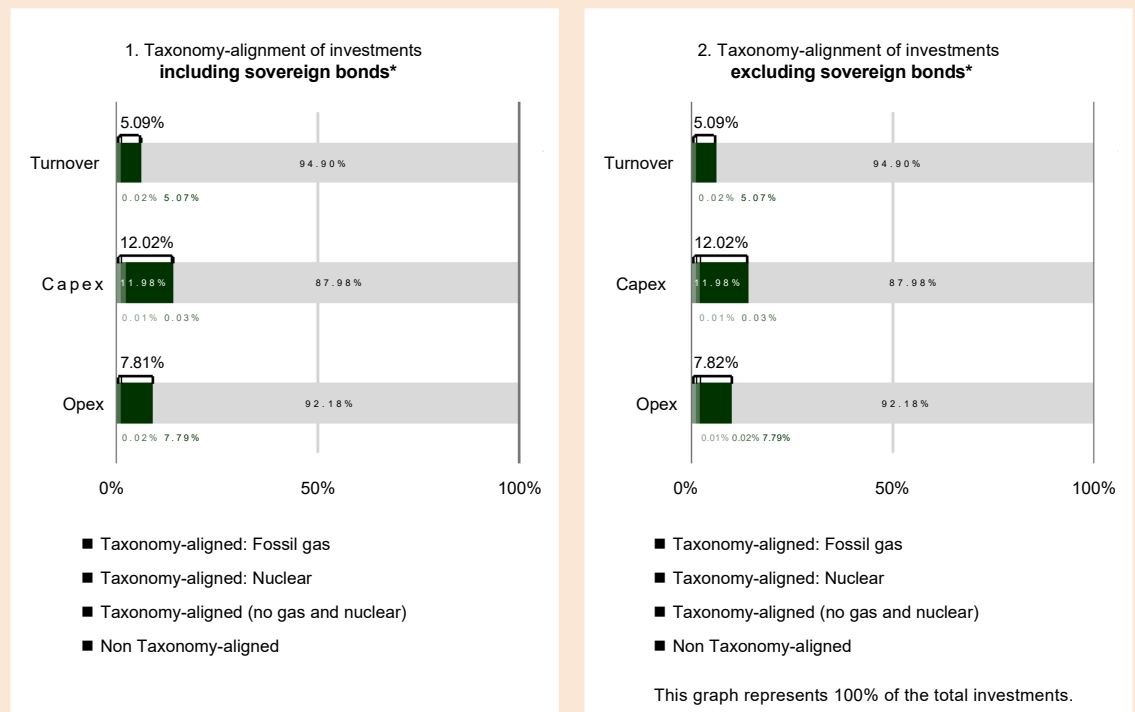 1. Taxonomy-alignment of investments
including sovereign bonds*
5.09%
Turnover
94.90%
0.02% 5.07%
12.02%
Capex
11.98%
87.98%
0.01% 0.03%
7.81%
Opex
92.18%
0.02% 7.79%
0%
50%
100%
Taxonomy-aligned: Fossil gas
Taxonomy-aligned: Nuclear
Taxonomy-aligned (no gas and nuclear)
Non Taxonomy-aligned
2. Taxonomy-alignment of investments
excluding sovereign bonds*
5.09%
Turnover
94.90%
0.02% 5.07%
12.02%
Capex
11.98%
87.98%
0.01% 0.03%
7.82%
Opex
92.18%
0.01% 0.02% 7.79%
0%
50%
100%
Taxonomy-aligned: Fossil gas
Taxonomy-aligned: Nuclear
Taxonomy-aligned (no gas and nuclear)
Non Taxonomy-aligned
This graph represents 100% of the total investments.